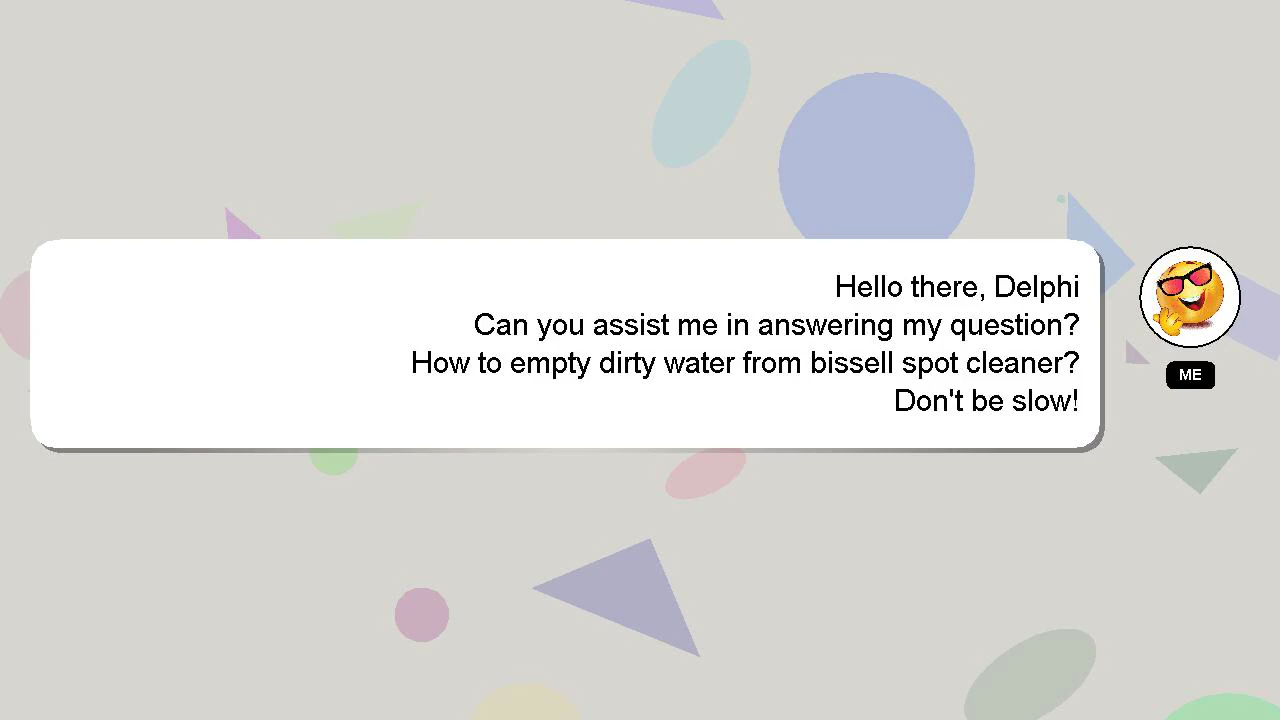 Hello there, Delphi
Can you assist me in answering my question?
How to empty dirty water from bissell spot cleaner?
Don't be slow!
ME